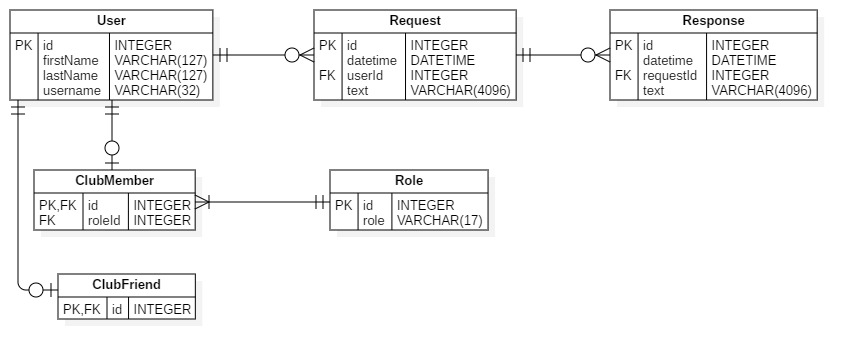 User
PK id INTEGER
firstName VARCHAR(127)
lastName VARCHAR(127)
username VARCHAR(32)
Request
PK id INTEGER
datetime DATETIME
FK userId INTEGER
text VARCHAR(4096)
Response
PK id INTEGER
datetime DATETIME
FK requestId INTEGER
text VARCHAR(4096)
ClubMember
PK,FK id INTEGER
FK roleId INTEGER
Role
PK id INTEGER
role VARCHAR(17)
ClubFriend
PK,FK id INTEGER